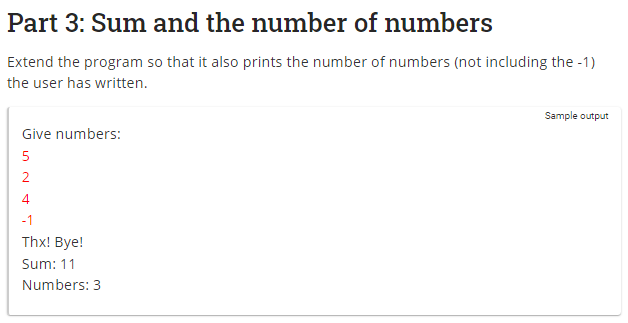 Part 3: Sum and the number of numbers
Extend the program so that it also prints the number of numbers (not including the -1)
the user has written.
Sample output
Give numbers:
5
2
4
-1
Thx! Bye!
Sum: 11
Numbers: 3